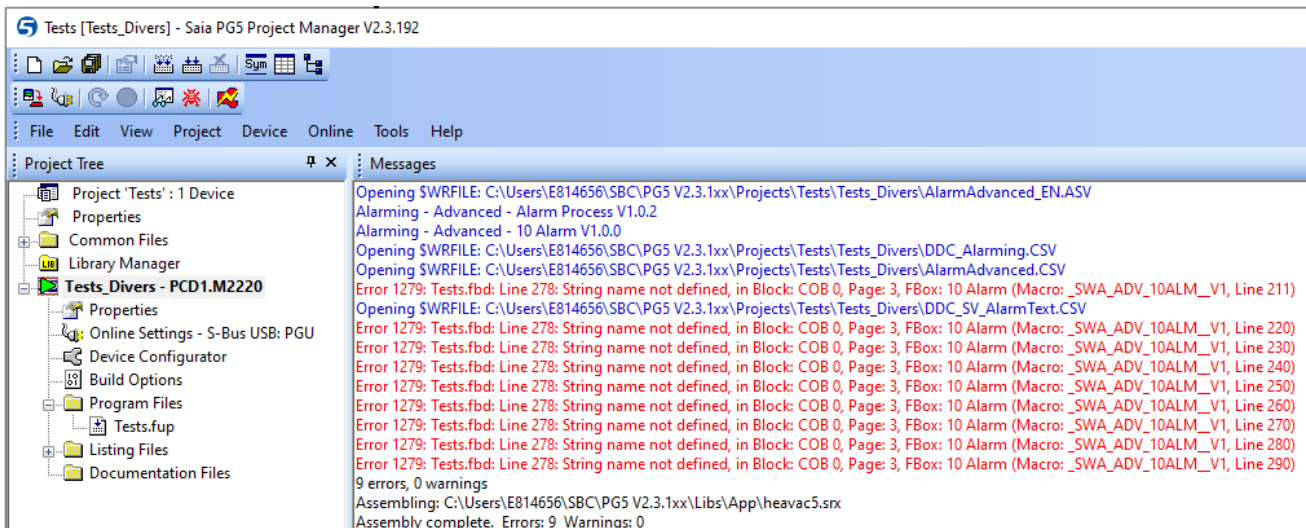 Tests [Tests_Divers] - Saia PG5 Project Manager V2.3.192
Sym
File Edit View Project Device Online Tools Help
Project Tree
Project 'Tests' : 1 Device
Properties
Common Files
LIB Library Manager
Tests_Divers - PCD1.M2220
Properties
Online Settings - S-Bus USB: PGU
Device Configurator
Build Options
Program Files
Tests.fup
Listing Files
Documentation Files
Messages
Opening $WRFILE: C:\Users\E814656\SBC\PG5 V2.3.1xx\Projects\Tests\Tests_Divers\AlarmAdvanced_EN.ASV
Alarming - Advanced - Alarm Process V1.0.2
Alarming - Advanced - 10 Alarm V1.0.0
Opening $WRFILE: C:\Users\E814656\SBC\PG5 V2.3.1xx\Projects\Tests\Tests_Divers\DDC_Alarming.CSV
Opening $WRFILE: C:\Users\E814656\SBC\PG5 V2.3.1xx\Projects\Tests\Tests_Divers\AlarmAdvanced.CSV
Error 1279: Tests.fbd: Line 278: String name not defined, in Block: COB 0, Page: 3, FBox: 10 Alarm (Macro: _SWA_ADV_10ALM__V1, Line 211)
Opening $WRFILE: C:\Users\E814656\SBC\PG5 V2.3.1xx\Projects\Tests\Tests_Divers\DDC_SV_AlarmText.CSV
Error 1279: Tests.fbd: Line 278: String name not defined, in Block: COB 0, Page: 3, FBox: 10 Alarm (Macro: _SWA_ADV_10ALM__V1, Line 220)
Error 1279: Tests.fbd: Line 278: String name not defined, in Block: COB 0, Page: 3, FBox: 10 Alarm (Macro: _SWA_ADV_10ALM__V1, Line 230)
Error 1279: Tests.fbd: Line 278: String name not defined, in Block: COB 0, Page: 3, FBox: 10 Alarm (Macro: _SWA_ADV_10ALM__V1, Line 240)
Error 1279: Tests.fbd: Line 278: String name not defined, in Block: COB 0, Page: 3, FBox: 10 Alarm (Macro: _SWA_ADV_10ALM__V1, Line 250)
Error 1279: Tests.fbd: Line 278: String name not defined, in Block: COB 0, Page: 3, FBox: 10 Alarm (Macro: _SWA_ADV_10ALM__V1, Line 260)
Error 1279: Tests.fbd: Line 278: String name not defined, in Block: COB 0, Page: 3, FBox: 10 Alarm (Macro: _SWA_ADV_10ALM__V1, Line 270)
Error 1279: Tests.fbd: Line 278: String name not defined, in Block: COB 0, Page: 3, FBox: 10 Alarm (Macro: _SWA_ADV_10ALM__V1, Line 280)
Error 1279: Tests.fbd: Line 278: String name not defined, in Block: COB 0, Page: 3, FBox: 10 Alarm (Macro: _SWA_ADV_10ALM__V1, Line 290)
9 errors, 0 warnings
Assembling: C:\Users\E814656\SBC\PG5 V2.3.1xx\Libs\App\heavac5.srx
Assembly complete. Errors: 9 Warnings: 0